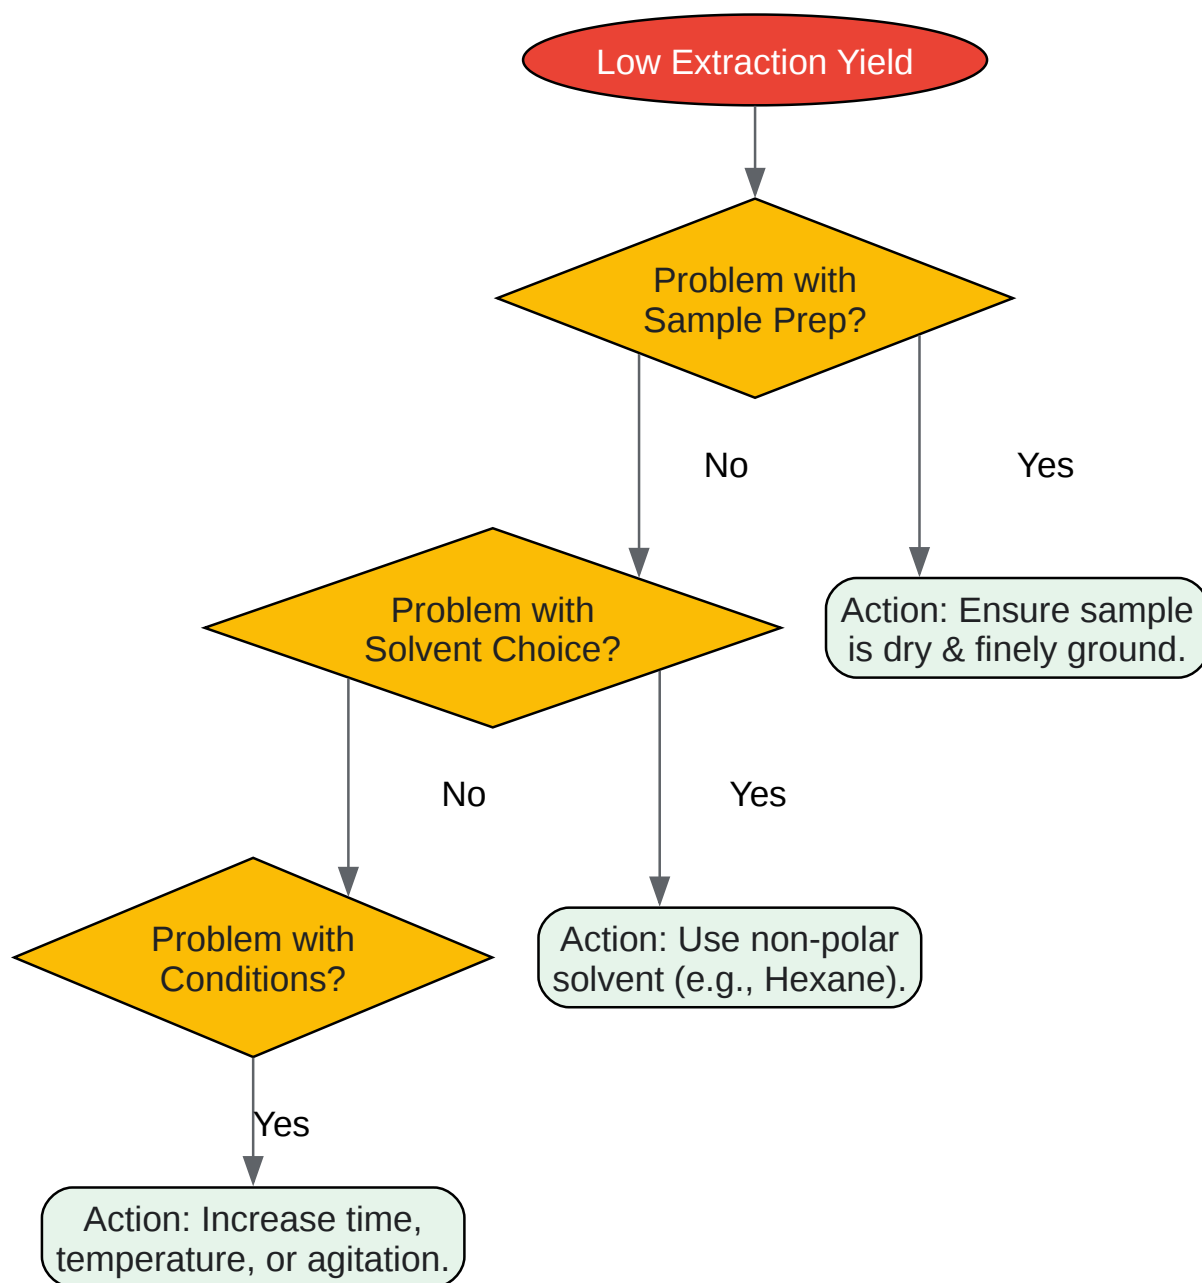 Low Extraction Yield
Problem with
Sample Prep?
No
Yes
Problem with
Solvent Choice?
Action: Ensure sample
is dry & finely ground.
No
Yes
Problem with
Conditions?
Action: Use non-polar
solvent (e.g., Hexane).
Yes
Action: Increase time,
temperature, or agitation.